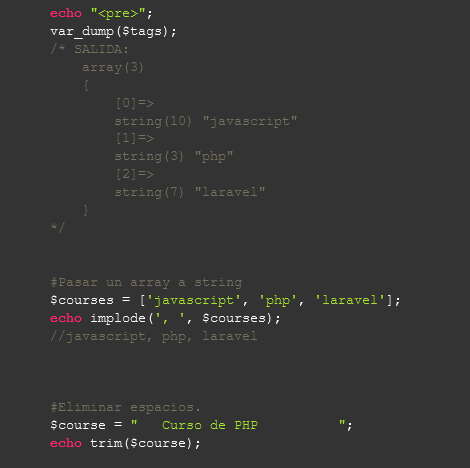 echo "<pre>";
var_dump($tags);
/* SALIDA:
    array(3)
    {
        [0]=>
        string(10) "javascript"
        [1]=>
        string(3) "php"
        [2]=>
        string(7) "laravel"
    }
*/
#Pasar un array a string
$courses = ['javascript', 'php', 'laravel'];
echo implode(', ', $courses);
//javascript, php, laravel
#Eliminar espacios.
$course = "   Curso de PHP          ";
echo trim($course);